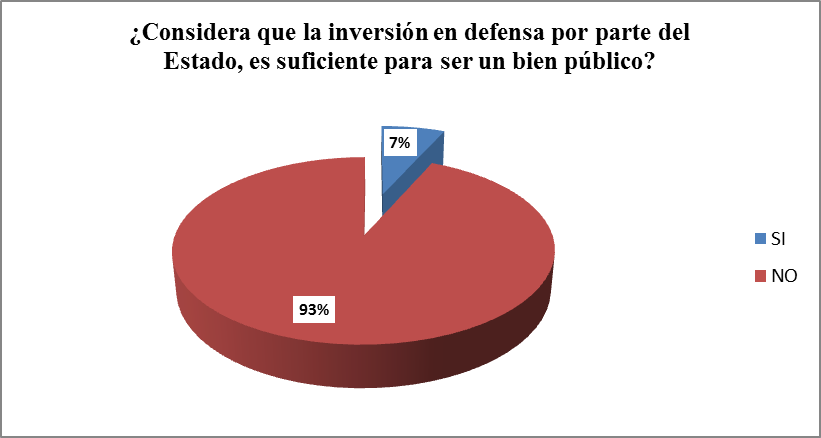 ¿Considera que la inversión en defensa por parte del
Estado, es suficiente para ser un bien público?
7%
93%
SI
NO